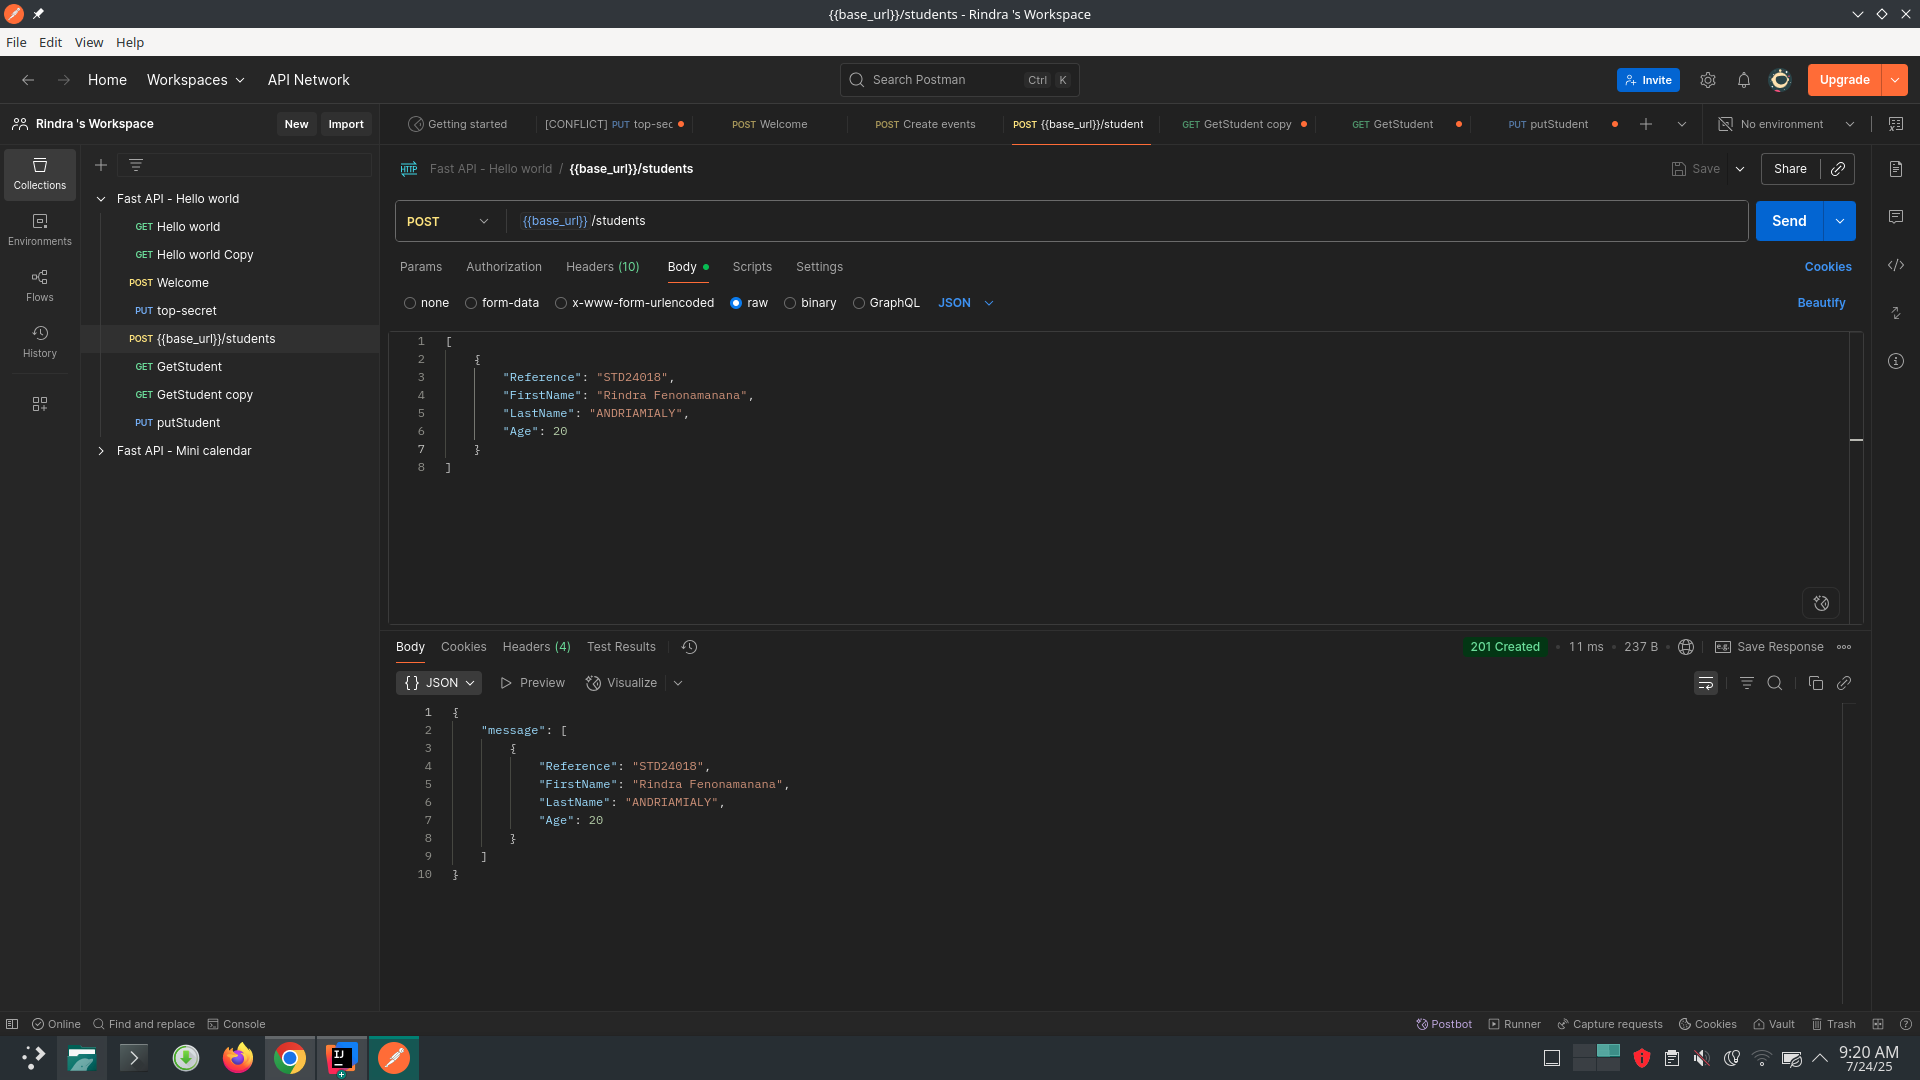 {{base_url}}/students - Rindra 's Workspace
File Edit View Help
Home Workspaces API Network
Search Postman Ctrl K
Invite Upgrade
Rindra 's Workspace New Import
Getting started [CONFLICT] PUT top-sec POST Welcome POST Create events POST {{base_url}}/student GET GetStudent copy GET GetStudent PUT putStudent No environment
Collections
Environments
Flows
History
Fast API - Hello world
GET Hello world
GET Hello world Copy
POST Welcome
PUT top-secret
POST {{base_url}}/students
GET GetStudent
GET GetStudent copy
PUT putStudent
Fast API - Mini calendar
HTTP Fast API - Hello world / {{base_url}}/students Save Share
POST {{base_url}}/students Send
Params Authorization Headers (10) Body Scripts Settings Cookies
none form-data x-www-form-urlencoded raw binary GraphQL JSON Beautify
1 [
2 {
3 "Reference": "STD24018",
4 "FirstName": "Rindra Fenonamanana",
5 "LastName": "ANDRIAMIALY",
6 "Age": 20
7 }
8 ]
Body Cookies Headers (4) Test Results 201 Created 11 ms 237 B e.g. Save Response
{} JSON Preview Visualize
1 {
2 "message": [
3 {
4 "Reference": "STD24018",
5 "FirstName": "Rindra Fenonamanana",
6 "LastName": "ANDRIAMIALY",
7 "Age": 20
8 }
9 ]
10 }
Online Find and replace Console Postbot Runner Capture requests Cookies Vault Trash
IJ
9:20 AM
7/24/25